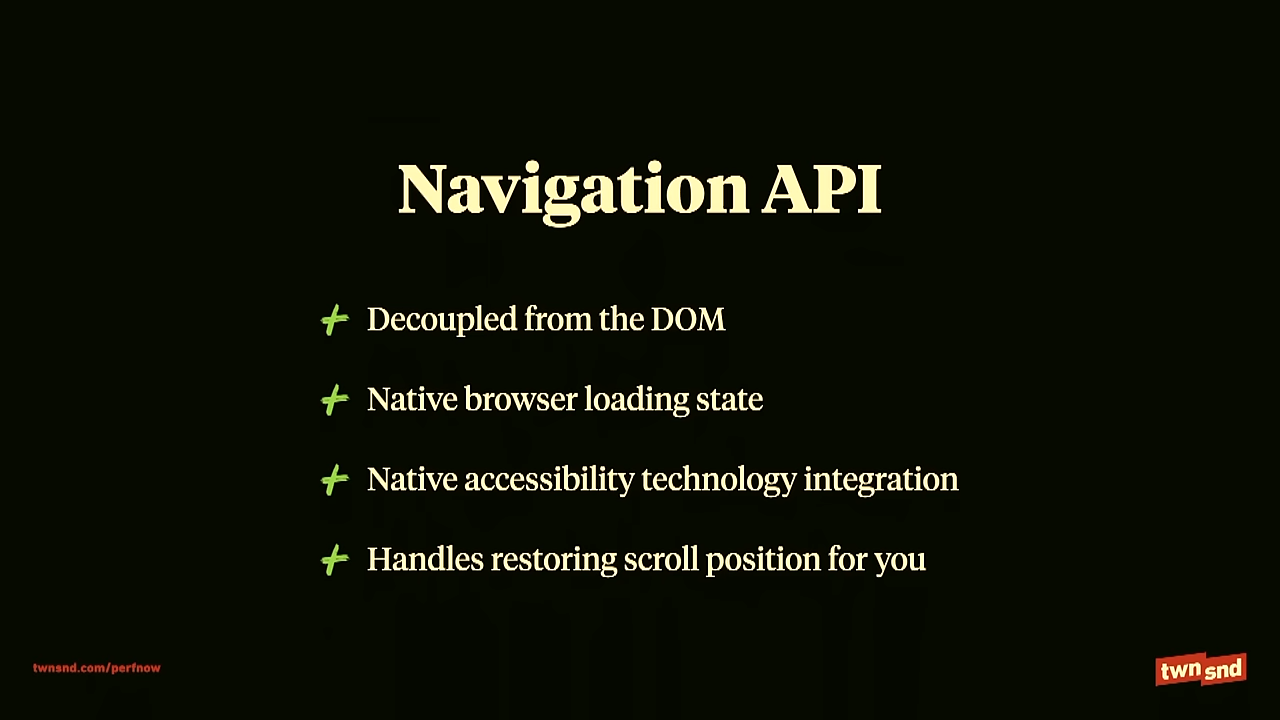 Navigation API
Decoupled from the DOM
Native browser loading state
Native accessibility technology integration
Handles restoring scroll position for you
twnsnd.com/perfnow
twn snd